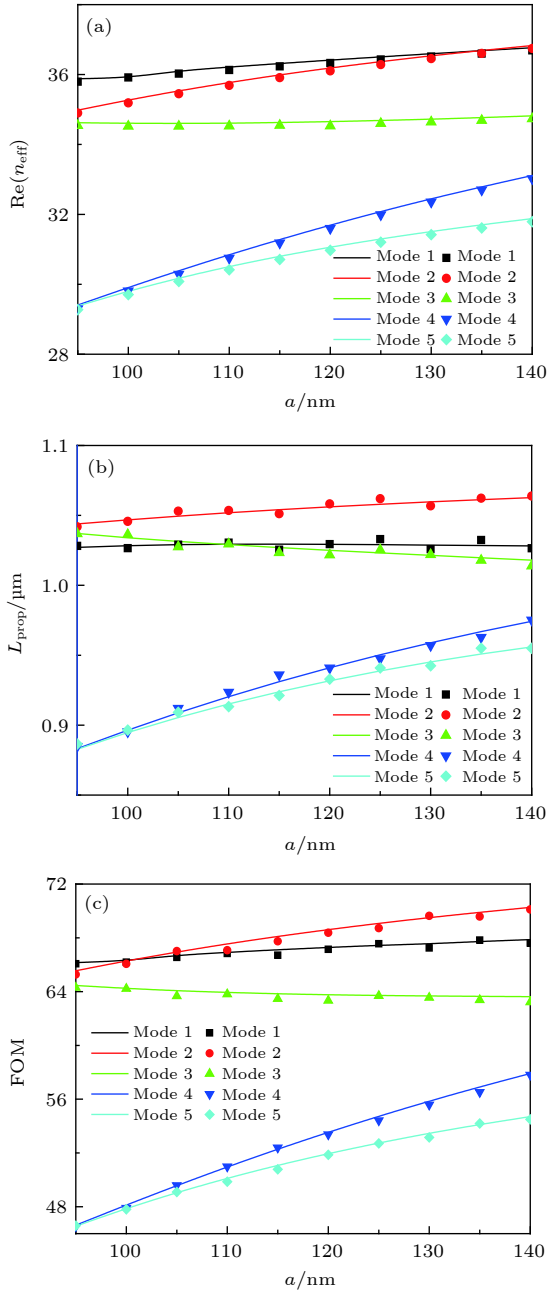 (a)
36
32
28
Re(n_eff)
Mode 1 Mode 1
Mode 2 Mode 2
Mode 3 Mode 3
Mode 4 Mode 4
Mode 5 Mode 5
100 110 120 130 140
a/nm
1.1
(b)
1.0
0.9
L_prop/μm
Mode 1 Mode 1
Mode 2 Mode 2
Mode 3 Mode 3
Mode 4 Mode 4
Mode 5 Mode 5
100 110 120 130 140
a/nm
72
(c)
64
56
48
FOM
Mode 1 Mode 1
Mode 2 Mode 2
Mode 3 Mode 3
Mode 4 Mode 4
Mode 5 Mode 5
100 110 120 130 140
a/nm